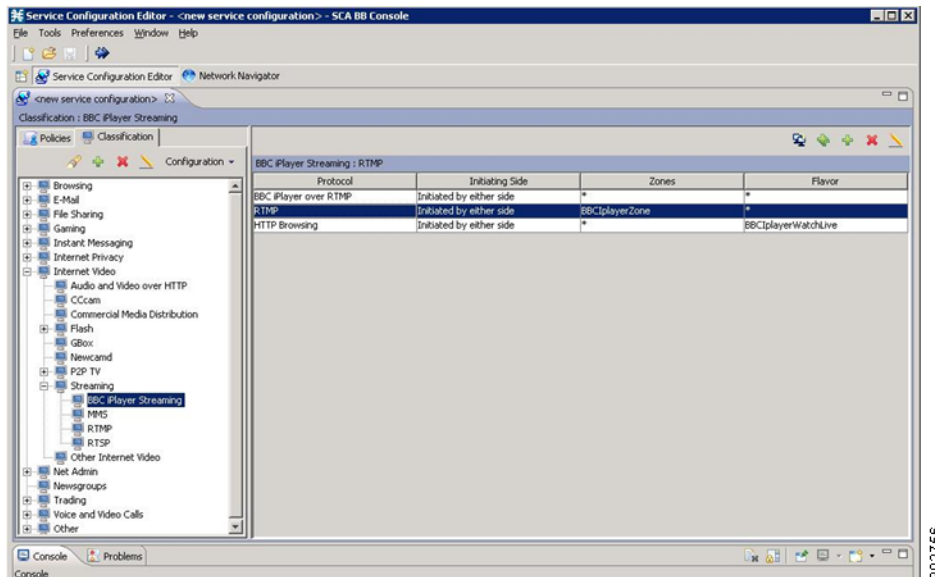 Service Configuration Editor - <new service configuration> - SCA BB Console
File Tools Preferences Window Help
Service Configuration Editor Network Navigator
<new service configuration>
Classification : BBC iPlayer Streaming
Policies Classification
Configuration
BBC iPlayer Streaming : RTMP
Protocol Initiating Side Zones Flavor
BBC iPlayer over RTMP Initiated by either side * *
RTMP Initiated by either side BBCIplayerZone *
HTTP Browsing Initiated by either side * BBCIplayerWatchLive
Browsing
E-Mail
File Sharing
Gaming
Instant Messaging
Internet Privacy
Internet Video
Audio and Video over HTTP
CCcam
Commercial Media Distribution
Flash
GBox
Newcamd
P2P TV
Streaming
BBC iPlayer Streaming
MMS
RTMP
RTSP
Other Internet Video
Net Admin
Newsgroups
Trading
Voice and Video Calls
Other
Console Problems
Console